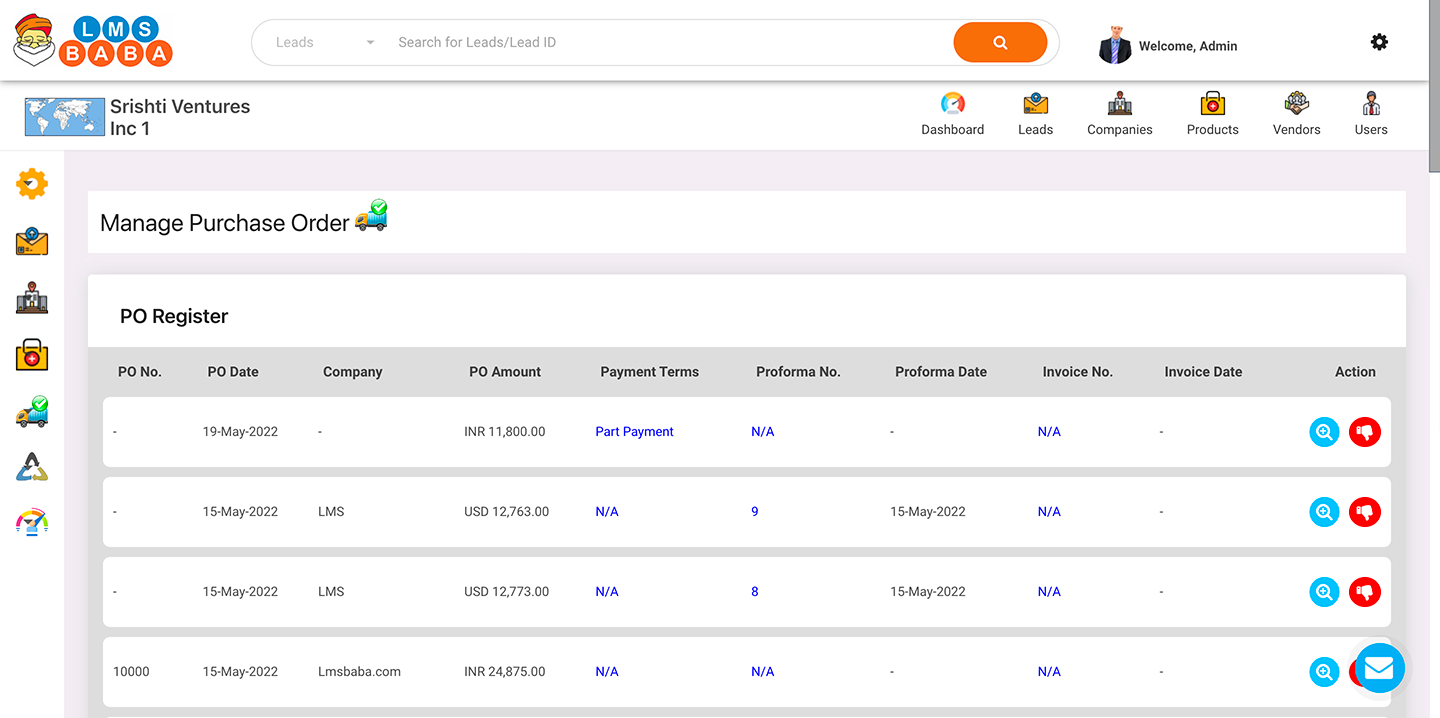 LMS
BABA
Leads
Search for Leads/Lead ID
Welcome, Admin
Srishti Ventures
Inc 1
Dashboard Leads Companies Products Vendors Users
Manage Purchase Order
PO Register
PO No. PO Date Company PO Amount Payment Terms Proforma No. Proforma Date Invoice No. Invoice Date Action
- 19-May-2022 - INR 11,800.00 Part Payment N/A - N/A -
- 15-May-2022 LMS USD 12,763.00 N/A 9 15-May-2022 N/A -
- 15-May-2022 LMS USD 12,773.00 N/A 8 15-May-2022 N/A -
10000 15-May-2022 Lmsbaba.com INR 24,875.00 N/A N/A - N/A -